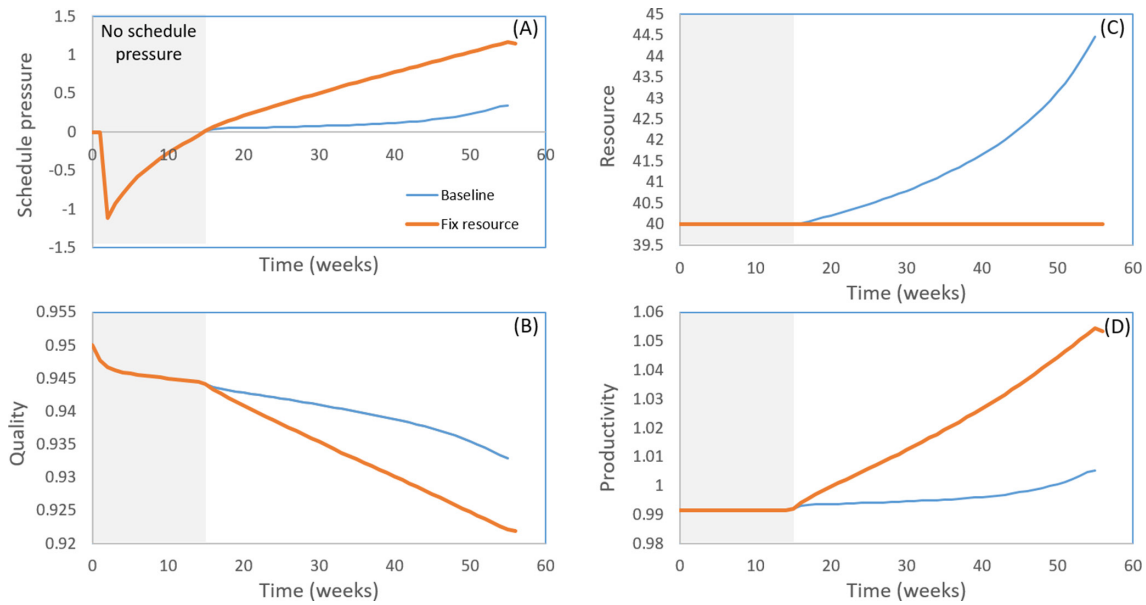 (A)
No schedule
pressure
Schedule pressure
1.5
1
0.5
0
-0.5
-1
-1.5
0 10 20 30 40 50 60
Baseline
Fix resource
Time (weeks)
(C)
Resource
45
44.5
44
43.5
43
42.5
42
41.5
41
40.5
40
39.5
0 10 20 30 40 50 60
Time (weeks)
(B)
Quality
0.955
0.95
0.945
0.94
0.935
0.93
0.925
0.92
0 10 20 30 40 50 60
Time (weeks)
(D)
Productivity
1.06
1.05
1.04
1.03
1.02
1.01
1
0.99
0.98
0 10 20 30 40 50 60
Time (weeks)